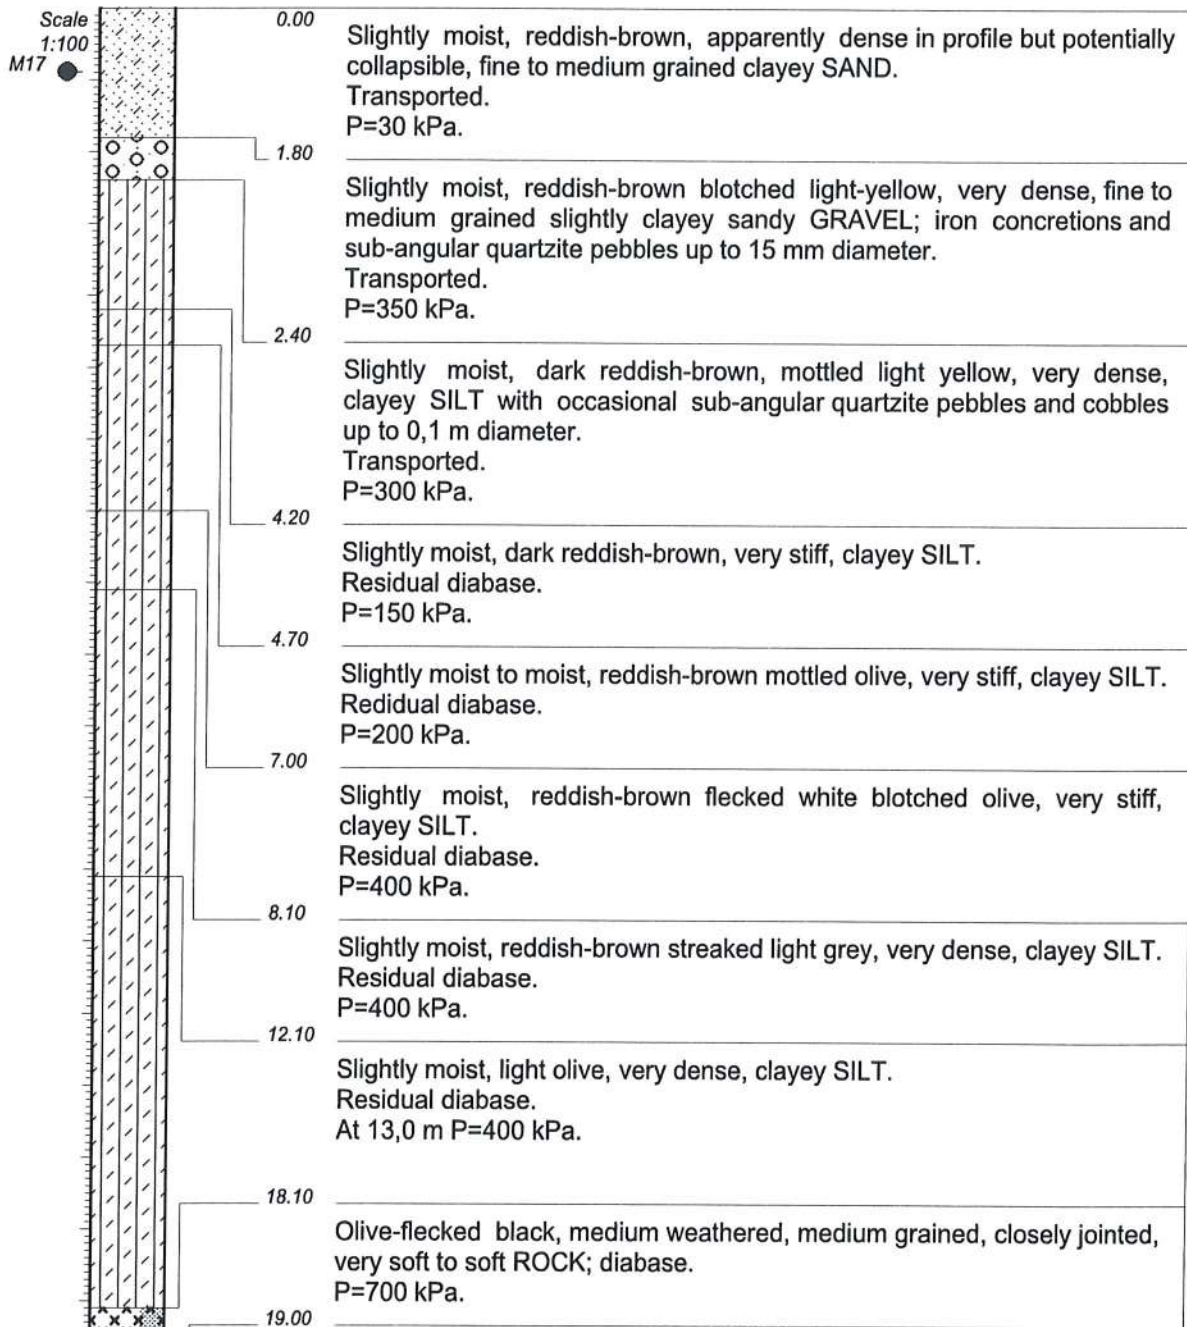 Scale
1:100
M17
0.00
Slightly moist, reddish-brown, apparently dense in profile but potentially
collapsible, fine to medium grained clayey SAND.
Transported.
P=30 kPa.
1.80
Slightly moist, reddish-brown blotched light-yellow, very dense, fine to
medium grained slightly clayey sandy GRAVEL; iron concretions and
sub-angular quartzite pebbles up to 15 mm diameter.
Transported.
P=350 kPa.
2.40
Slightly moist, dark reddish-brown, mottled light yellow, very dense,
clayey SILT with occasional sub-angular quartzite pebbles and cobbles
up to 0,1 m diameter.
Transported.
P=300 kPa.
4.20
Slightly moist, dark reddish-brown, very stiff, clayey SILT.
Residual diabase.
P=150 kPa.
4.70
Slightly moist to moist, reddish-brown mottled olive, very stiff, clayey SILT.
Redidual diabase.
P=200 kPa.
7.00
Slightly moist, reddish-brown flecked white blotched olive, very stiff,
clayey SILT.
Residual diabase.
P=400 kPa.
8.10
Slightly moist, reddish-brown streaked light grey, very dense, clayey SILT.
Residual diabase.
P=400 kPa.
12.10
Slightly moist, light olive, very dense, clayey SILT.
Residual diabase.
At 13,0 m P=400 kPa.
18.10
Olive-flecked black, medium weathered, medium grained, closely jointed,
very soft to soft ROCK; diabase.
P=700 kPa.
19.00